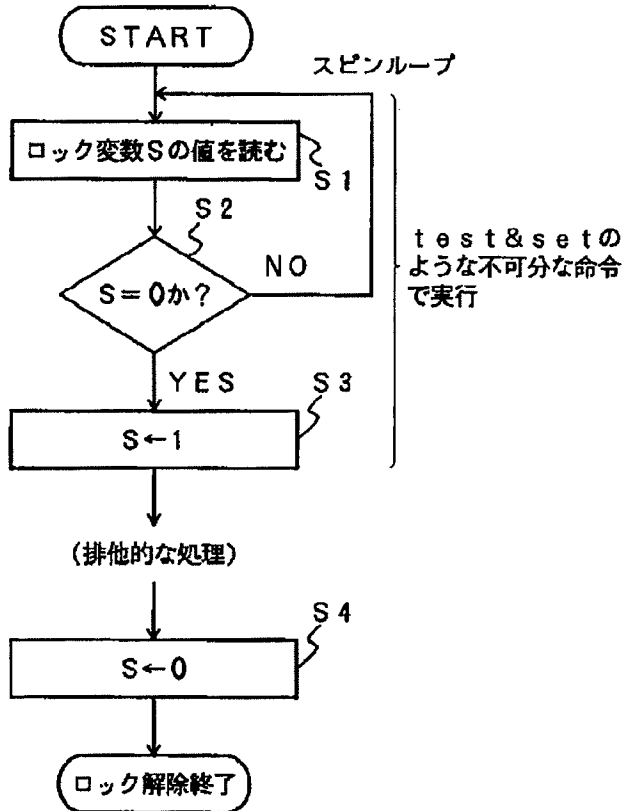 START
スピンループ
ロック変数Sの値を読む
S1
S2
S=0か?
NO
test&setの
ような不可分な命令
で実行
YES
S3
S←1
(排他的な処理)
S4
S←0
ロック解除終了